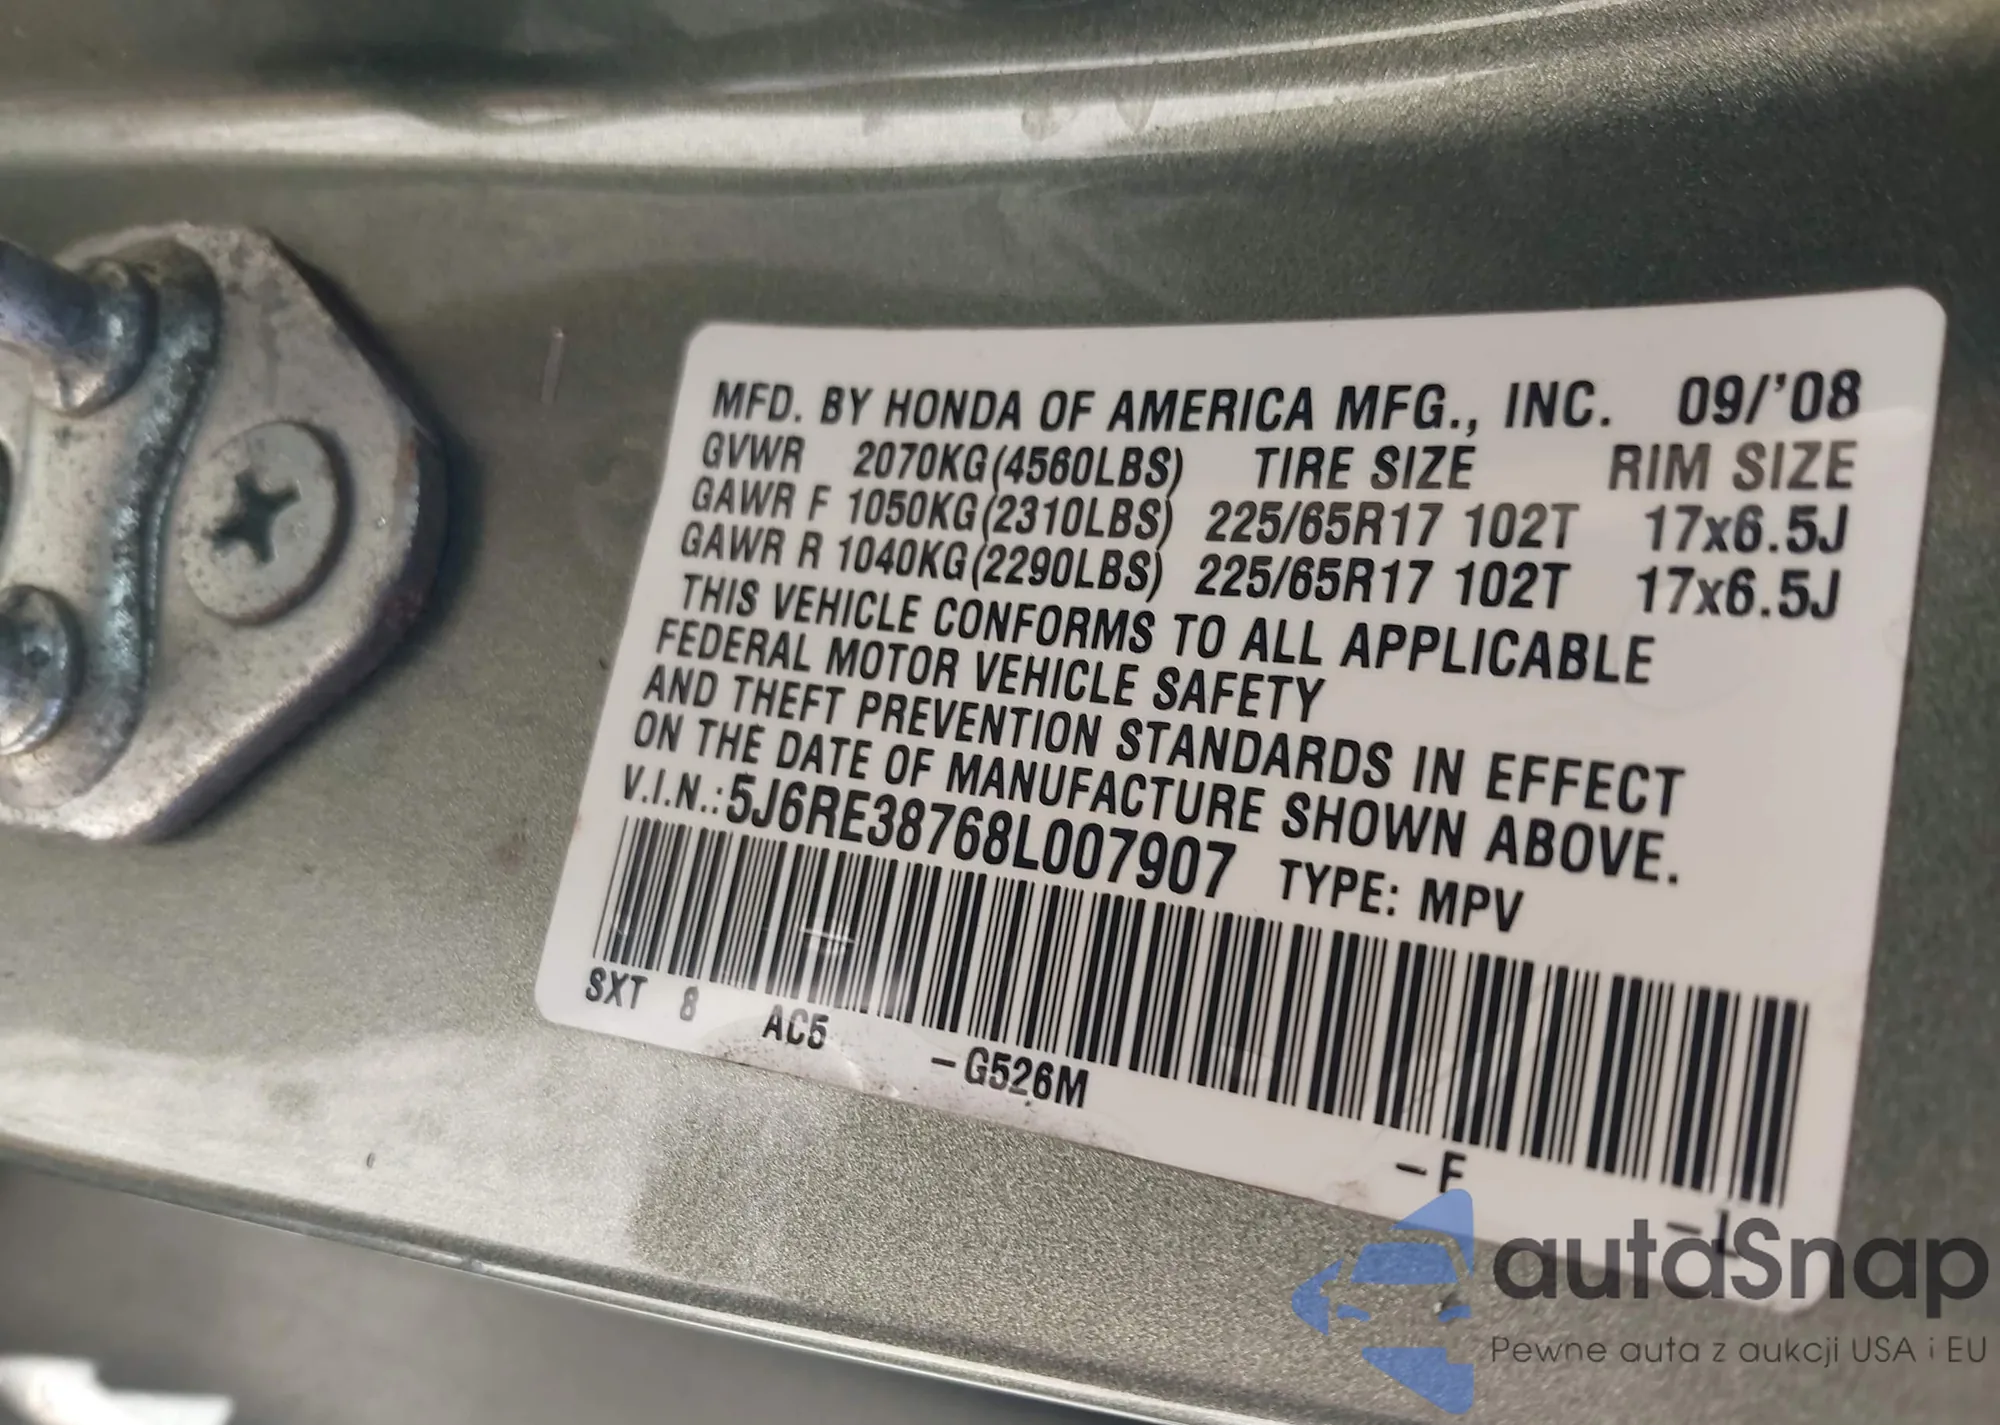 MFD. BY HONDA OF AMERICA MFG., INC. 09/'08
GVWR 2070KG(4560LBS) TIRE SIZE RIM SIZE
GAWR F 1050KG(2310LBS) 225/65R17 102T 17x6.5J
GAWR R 1040KG(2290LBS) 225/65R17 102T 17x6.5J
THIS VEHICLE CONFORMS TO ALL APPLICABLE
FEDERAL MOTOR VEHICLE SAFETY
AND THEFT PREVENTION STANDARDS IN EFFECT
ON THE DATE OF MANUFACTURE SHOWN ABOVE.
V.I.N.:5J6RE38768L007907 TYPE: MPV
SXT 8 AC5 -G526M -F -L
autaSnap
Pewne auta z aukcji USA i EU